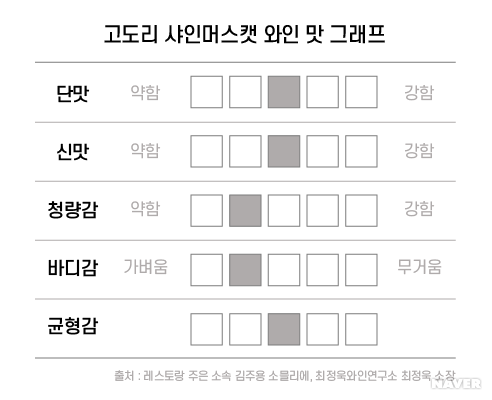 고도리 샤인머스캣 와인 맛 그래프
단맛 약함 강함
신맛 약함 강함
청량감 약함 강함
바디감 가벼움 무거움
균형감
출처 : 레스토랑 주은 소속 김주용 소믈리에, 최정욱와인연구소 최정욱 소장
NAVER